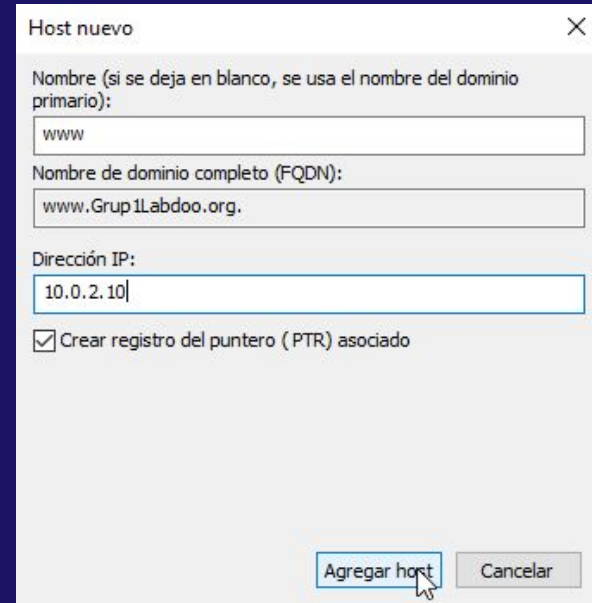 Host nuevo
Nombre (si se deja en blanco, se usa el nombre del dominio
primario):
www
Nombre de dominio completo (FQDN):
www.Grup1Labdoo.org.
Dirección IP:
10.0.2.10
Crear registro del puntero (PTR) asociado
Agregar host
Cancelar